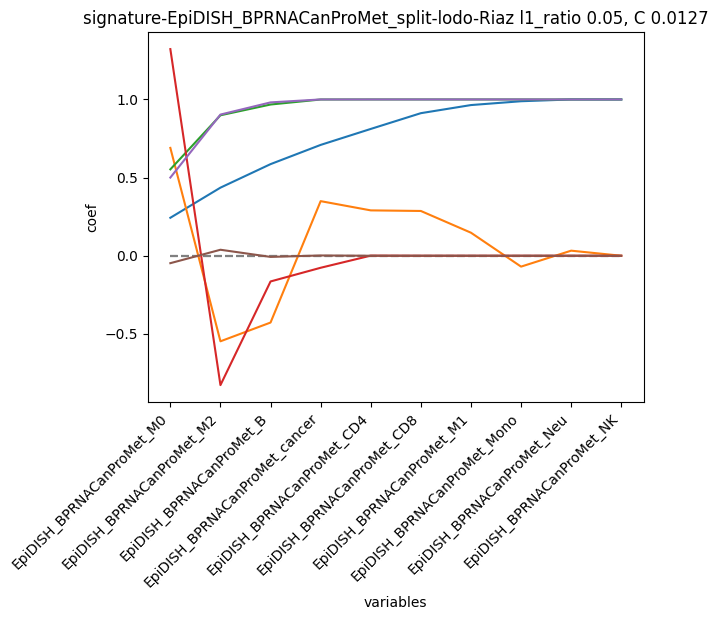 signature-EpiDISH_BPRNACanProMet_split-lodo-Riaz l1_ratio 0.05, C 0.0127
coef
1.0
0.5
0.0
−0.5
EpiDISH_BPRNACanProMet_M0
EpiDISH_BPRNACanProMet_M2
EpiDISH_BPRNACanProMet_B
EpiDISH_BPRNACanProMet_cancer
EpiDISH_BPRNACanProMet_CD4
EpiDISH_BPRNACanProMet_CD8
EpiDISH_BPRNACanProMet_M1
EpiDISH_BPRNACanProMet_Mono
EpiDISH_BPRNACanProMet_Neu
EpiDISH_BPRNACanProMet_NK
variables